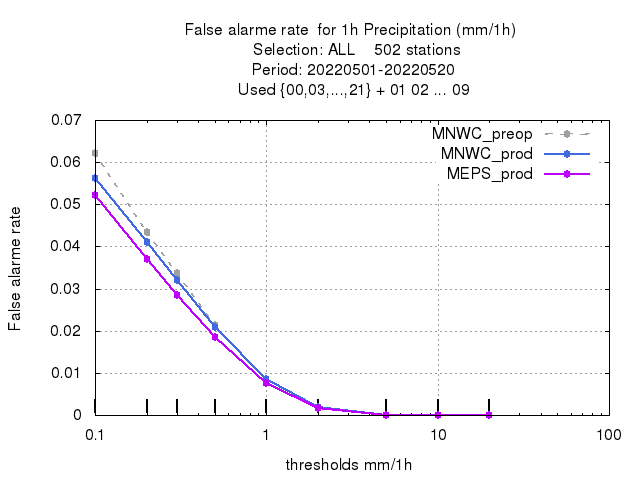 False alarme rate  for 1h Precipitation (mm/1h)
Selection: ALL    502 stations
Period: 20220501-20220520
Used {00,03,...,21} + 01 02 ... 09
MNWC_preop
MNWC_prod
MEPS_prod
False alarme rate
0.07
0.06
0.05
0.04
0.03
0.02
0.01
0
0.1
1
10
100
thresholds mm/1h